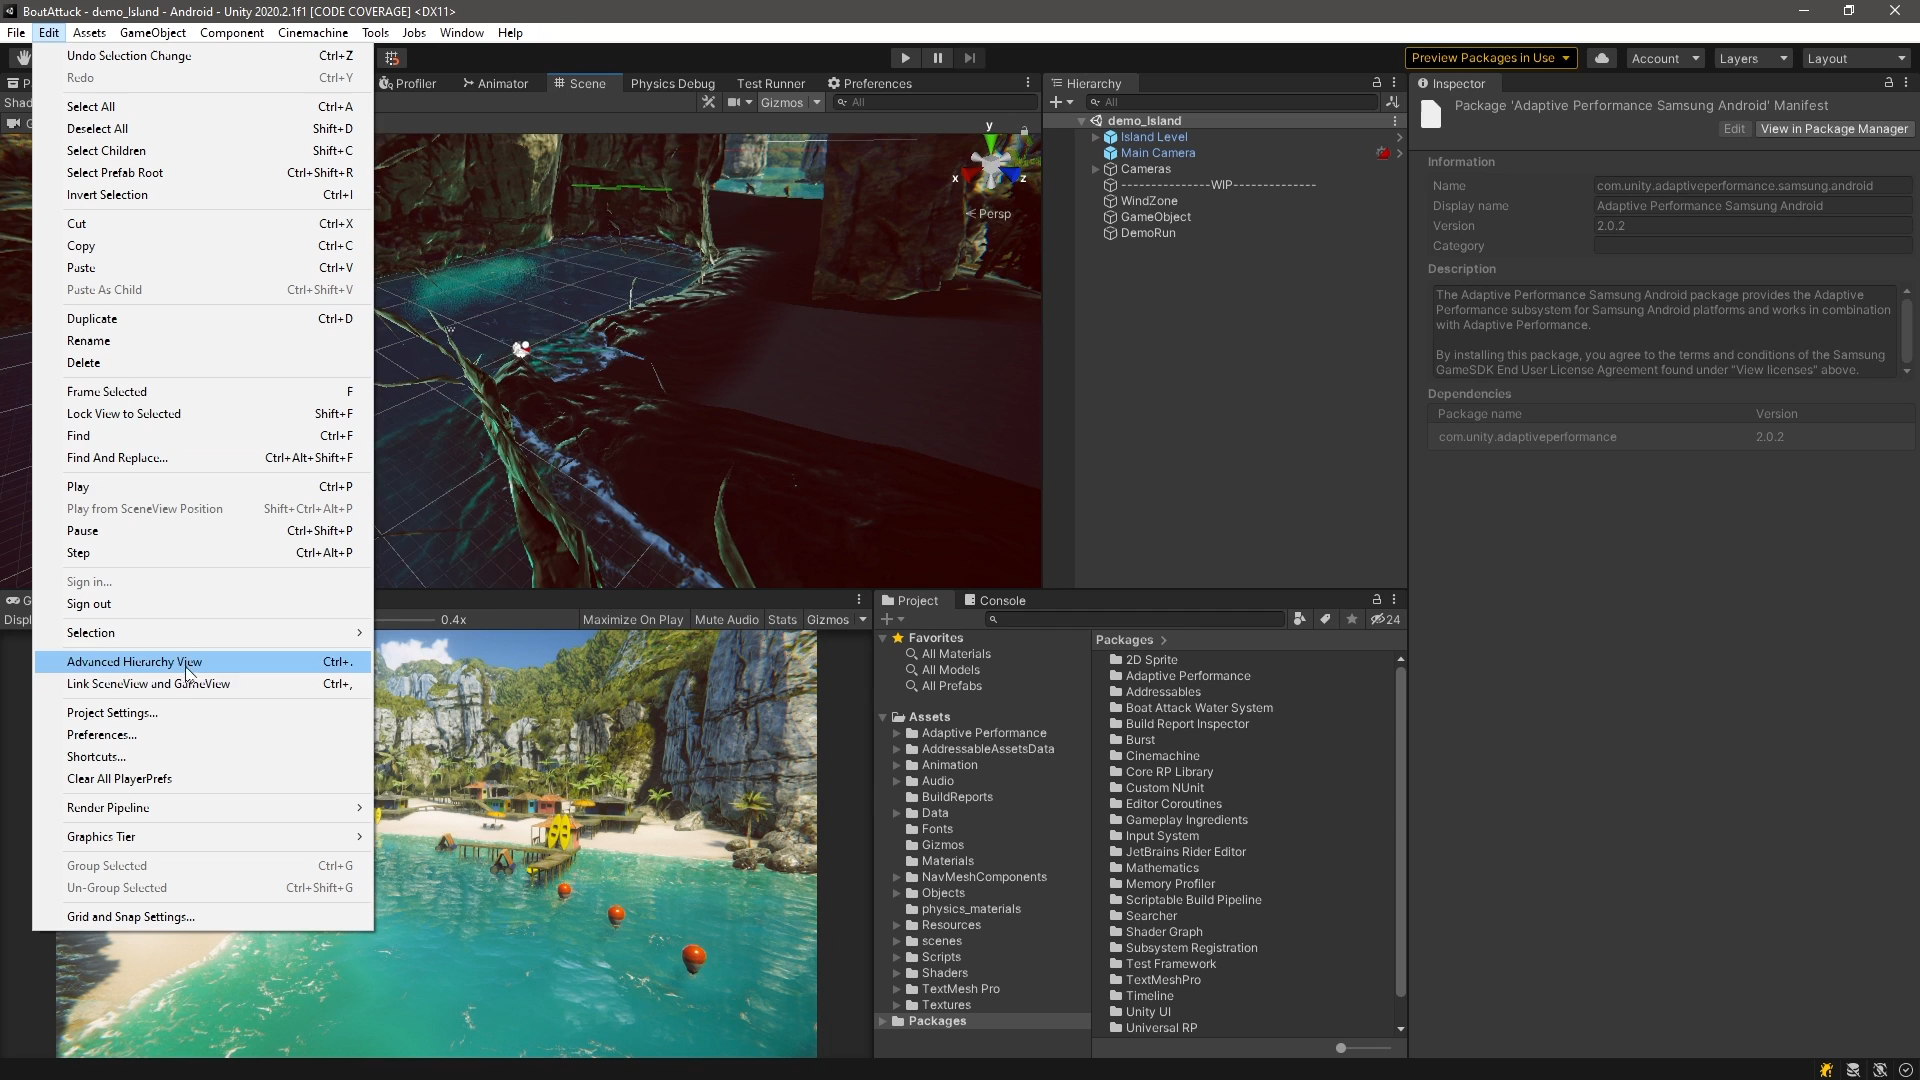 BoatAttack - demo_Island - Android - Unity 2020.2.1f1 [CODE COVERAGE] <DX11>
File Edit Assets GameObject Component Cinemachine Tools Jobs Window Help
Preview Packages in Use Account Layers Layout
Undo Selection Change Ctrl+Z
Redo Ctrl+Y
Select All Ctrl+A
Deselect All Shift+D
Select Children Shift+C
Select Prefab Root Ctrl+Shift+R
Invert Selection Ctrl+I
Cut Ctrl+X
Copy Ctrl+C
Paste Ctrl+V
Paste As Child Ctrl+Shift+V
Duplicate Ctrl+D
Rename
Delete
Frame Selected F
Lock View to Selected Shift+F
Find Ctrl+F
Find And Replace... Ctrl+Alt+Shift+F
Play Ctrl+P
Play from SceneView Position Shift+Ctrl+Alt+P
Pause Ctrl+Shift+P
Step Ctrl+Alt+P
Sign in...
Sign out
Selection >
Advanced Hierarchy View Ctrl+.
Link SceneView and GameView Ctrl+,
Project Settings...
Preferences...
Shortcuts...
Clear All PlayerPrefs
Render Pipeline >
Graphics Tier >
Group Selected Ctrl+G
Un-Group Selected Ctrl+Shift+G
Grid and Snap Settings...
P
Shad
G
G
Displ
Profiler Animator Scene Physics Debug Test Runner Preferences
Gizmos All
y
x z
Persp
0.4x Maximize On Play Mute Audio Stats Gizmos
Hierarchy
All
demo_Island
Island Level
Main Camera
Cameras
---------------WIP--------------
WindZone
GameObject
DemoRun
Project Console
24
Favorites
All Materials
All Models
All Prefabs
Assets
Adaptive Performance
AddressableAssetsData
Animation
Audio
BuildReports
Data
Fonts
Gizmos
Materials
NavMeshComponents
Objects
physics_materials
Resources
scenes
Scripts
Shaders
TextMesh Pro
Textures
Packages
Packages >
2D Sprite
Adaptive Performance
Addressables
Boat Attack Water System
Build Report Inspector
Burst
Cinemachine
Core RP Library
Custom NUnit
Editor Coroutines
Gameplay Ingredients
Input System
JetBrains Rider Editor
Mathematics
Memory Profiler
Scriptable Build Pipeline
Searcher
Shader Graph
Subsystem Registration
Test Framework
TextMeshPro
Timeline
Unity UI
Universal RP
Inspector
Package 'Adaptive Performance Samsung Android' Manifest
Edit View in Package Manager
Information
Name com.unity.adaptiveperformance.samsung.android
Display name Adaptive Performance Samsung Android
Version 2.0.2
Category
Description
The Adaptive Performance Samsung Android package provides the Adaptive
Performance subsystem for Samsung Android platforms and works in combination
with Adaptive Performance.
By installing this package, you agree to the terms and conditions of the Samsung
GameSDK End User License Agreement found under "View licenses" above.
Dependencies
Package name Version
com.unity.adaptiveperformance 2.0.2